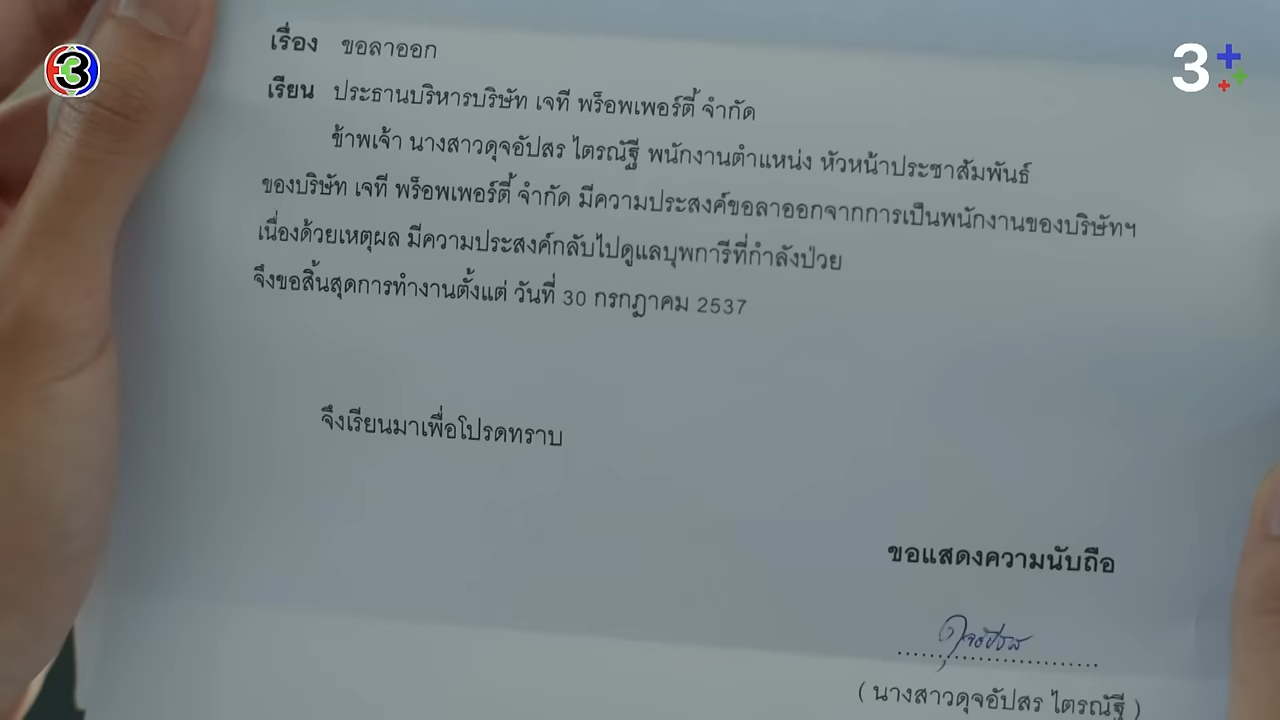 3
3+
เรื่อง ขอลาออก
เรียน ประธานบริหารบริษัท เจที พร็อพเพอร์ตี้ จำกัด
ข้าพเจ้า นางสาวดุจอัปสร ไตรณัฐี พนักงานตำแหน่ง หัวหน้าประชาสัมพันธ์
ของบริษัท เจที พร็อพเพอร์ตี้ จำกัด มีความประสงค์ขอลาออกจากการเป็นพนักงานของบริษัทฯ
เนื่องด้วยเหตุผล มีความประสงค์กลับไปดูแลบุพการีที่กำลังป่วย
จึงขอสิ้นสุดการทำงานตั้งแต่ วันที่ 30 กรกฎาคม 2537
จึงเรียนมาเพื่อโปรดทราบ
ขอแสดงความนับถือ
ดุจอัปสร
( นางสาวดุจอัปสร ไตรณัฐี )